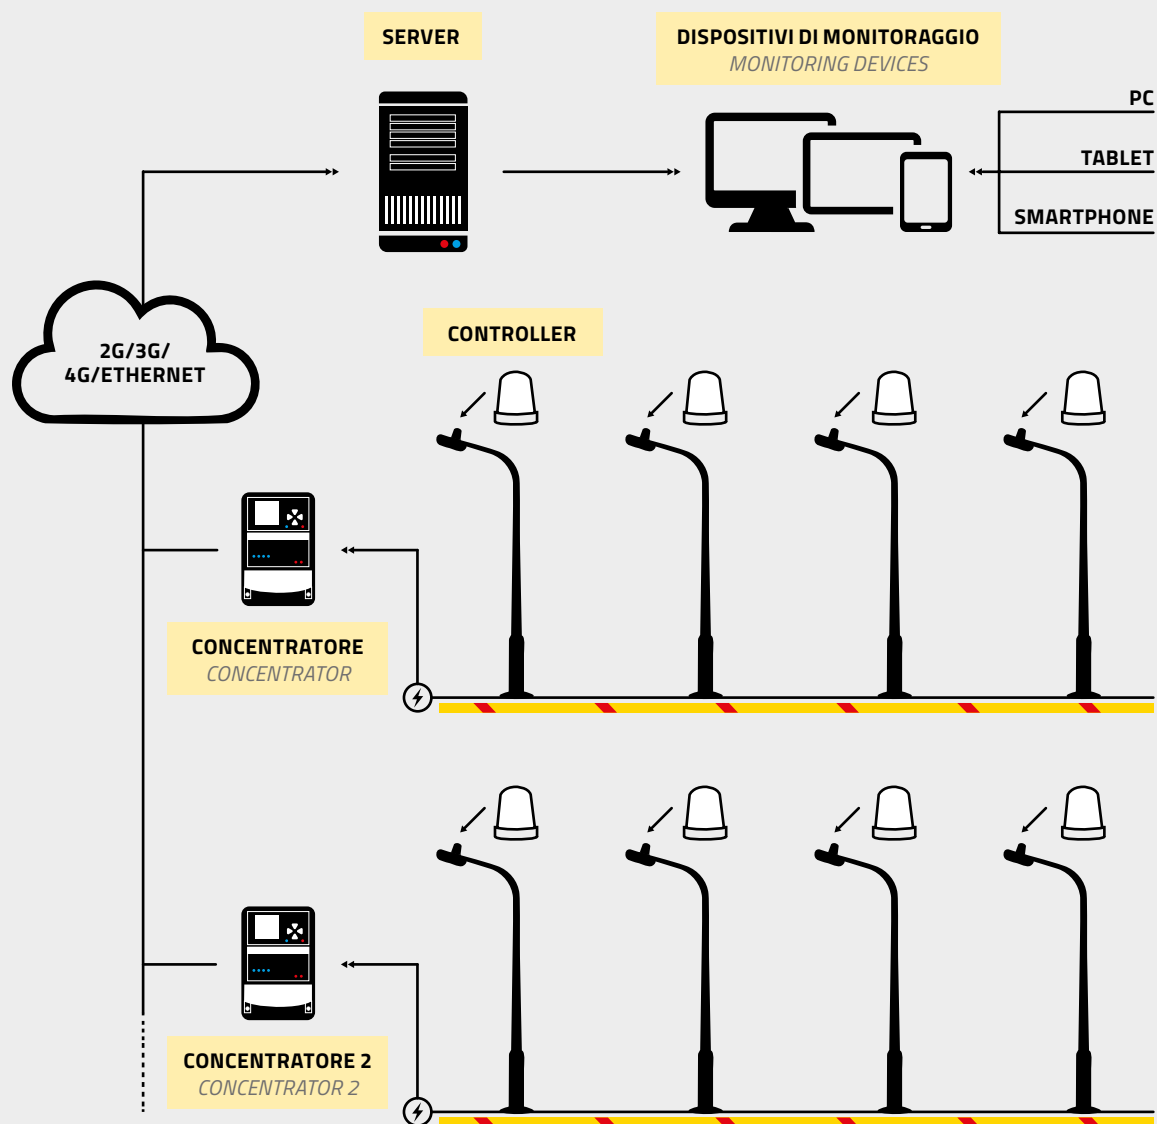 SERVER
DISPOSITIVI DI MONITORAGGIO
MONITORING DEVICES
PC
TABLET
SMARTPHONE
2G/3G/
4G/ETHERNET
CONTROLLER
CONCENTRATORE
CONCENTRATOR
CONCENTRATORE 2
CONCENTRATOR 2